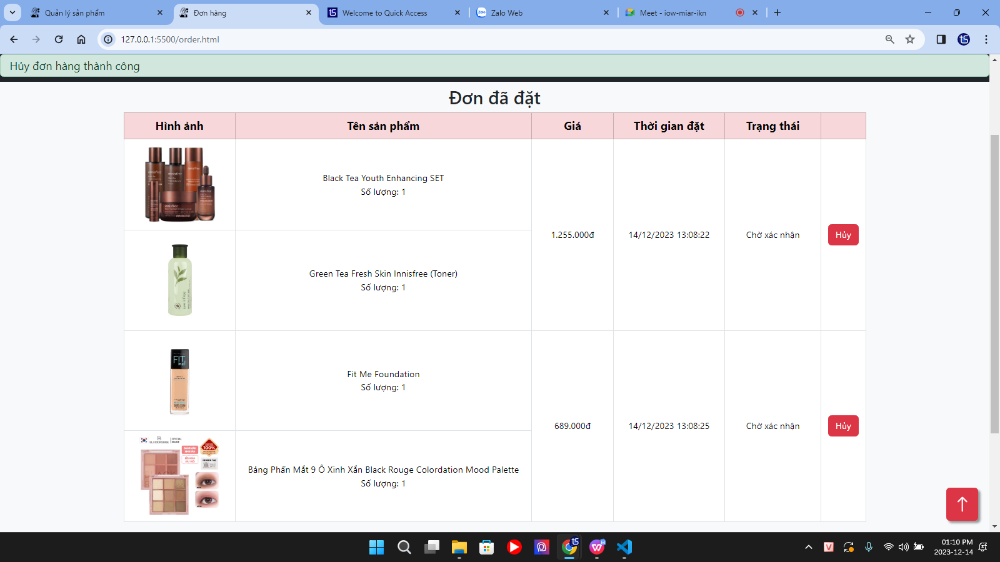 Quản lý sản phẩm
Đơn hàng
Welcome to Quick Access
Zalo Web
Meet - iow-miar-ikn
127.0.0.1:5500/order.html
Hủy đơn hàng thành công
Đơn đã đặt
Hình ảnh
Tên sản phẩm
Giá
Thời gian đặt
Trạng thái
Black Tea Youth Enhancing SET
Số lượng: 1
Green Tea Fresh Skin Innisfree (Toner)
Số lượng: 1
1.255.000đ
14/12/2023 13:08:22
Chờ xác nhận
Hủy
FIT
me!
Fit Me Foundation
Số lượng: 1
BLACK ROUGE
100%
Bảng Phấn Mắt 9 Ô Xinh Xắn Black Rouge Colordation Mood Palette
Số lượng: 1
689.000đ
14/12/2023 13:08:25
Chờ xác nhận
Hủy
01:10 PM
2023-12-14